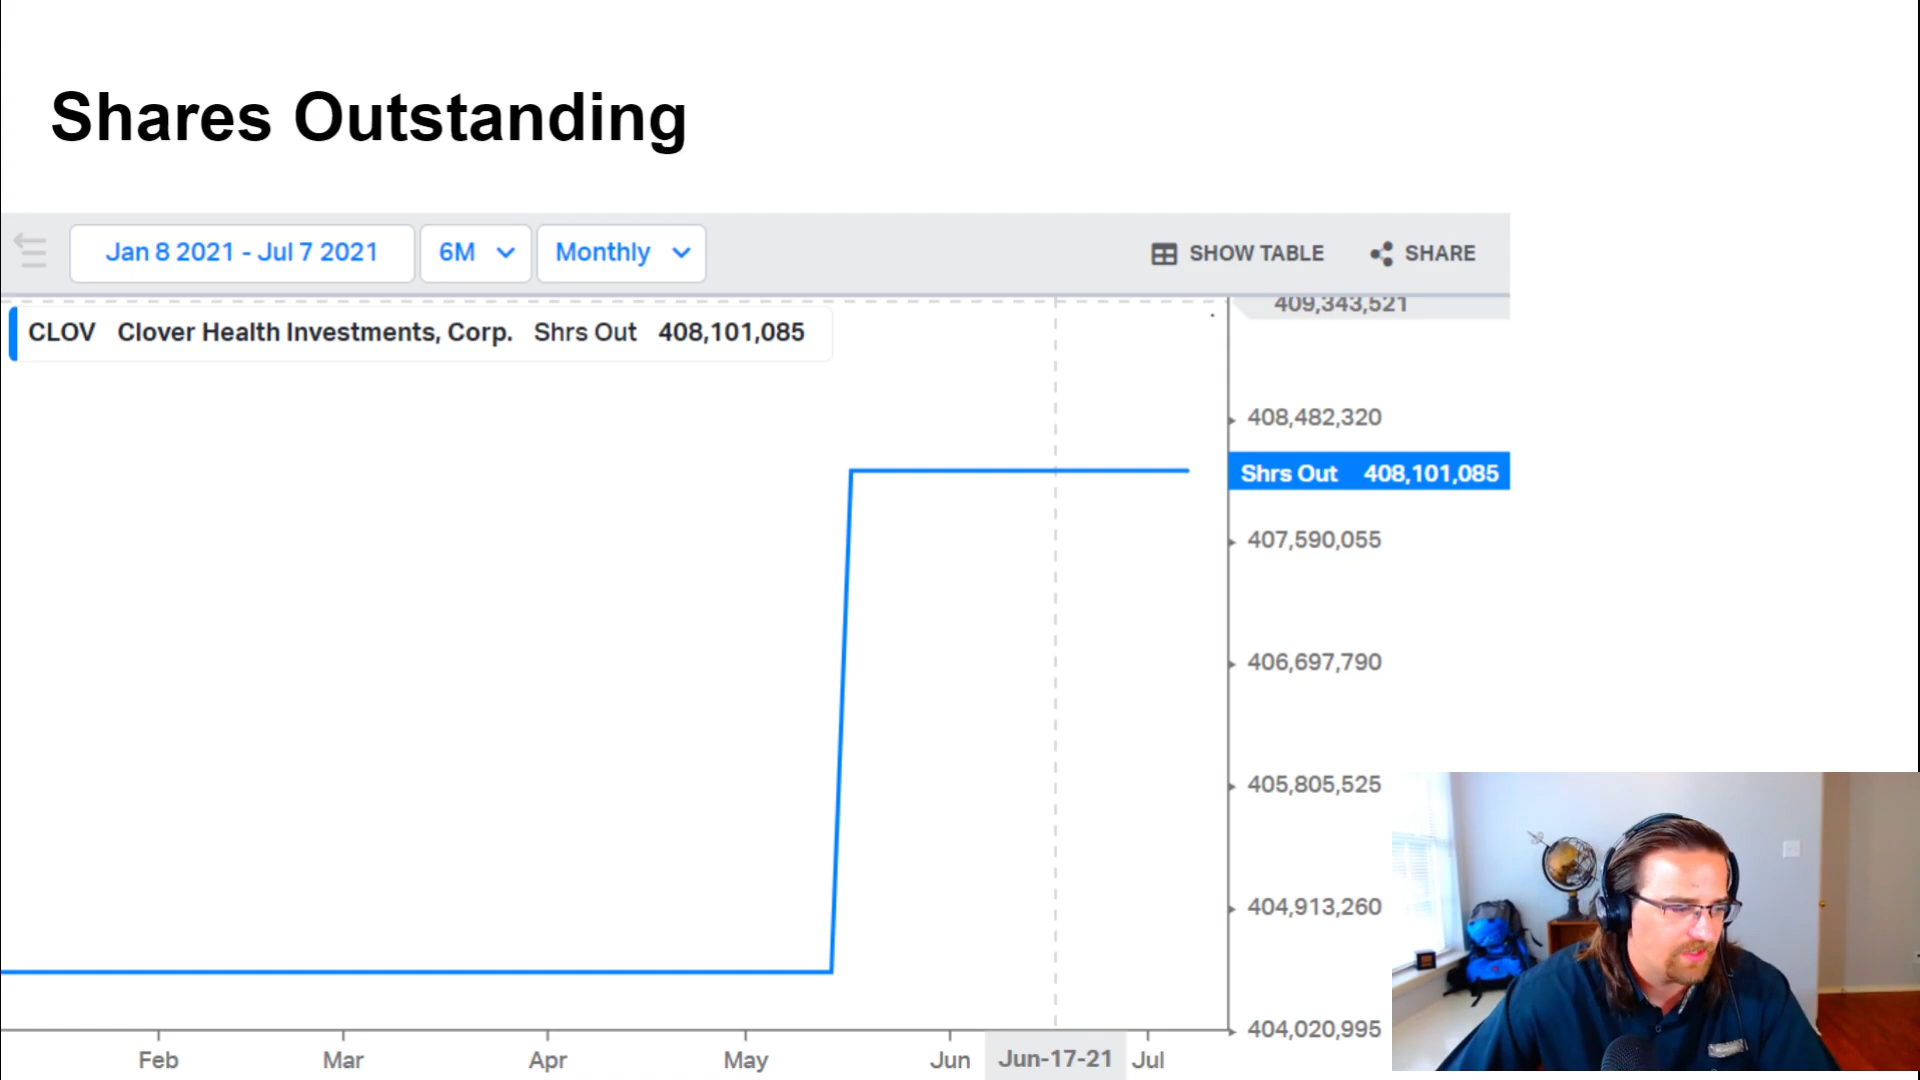 Shares Outstanding
Jan 8 2021 - Jul 7 2021 6M Monthly SHOW TABLE SHARE
409,343,521
CLOV Clover Health Investments, Corp. Shrs Out 408,101,085
408,482,320
Shrs Out 408,101,085
407,590,055
406,697,790
405,805,525
404,913,260
404,020,995
Feb Mar Apr May Jun Jun-17-21 Jul